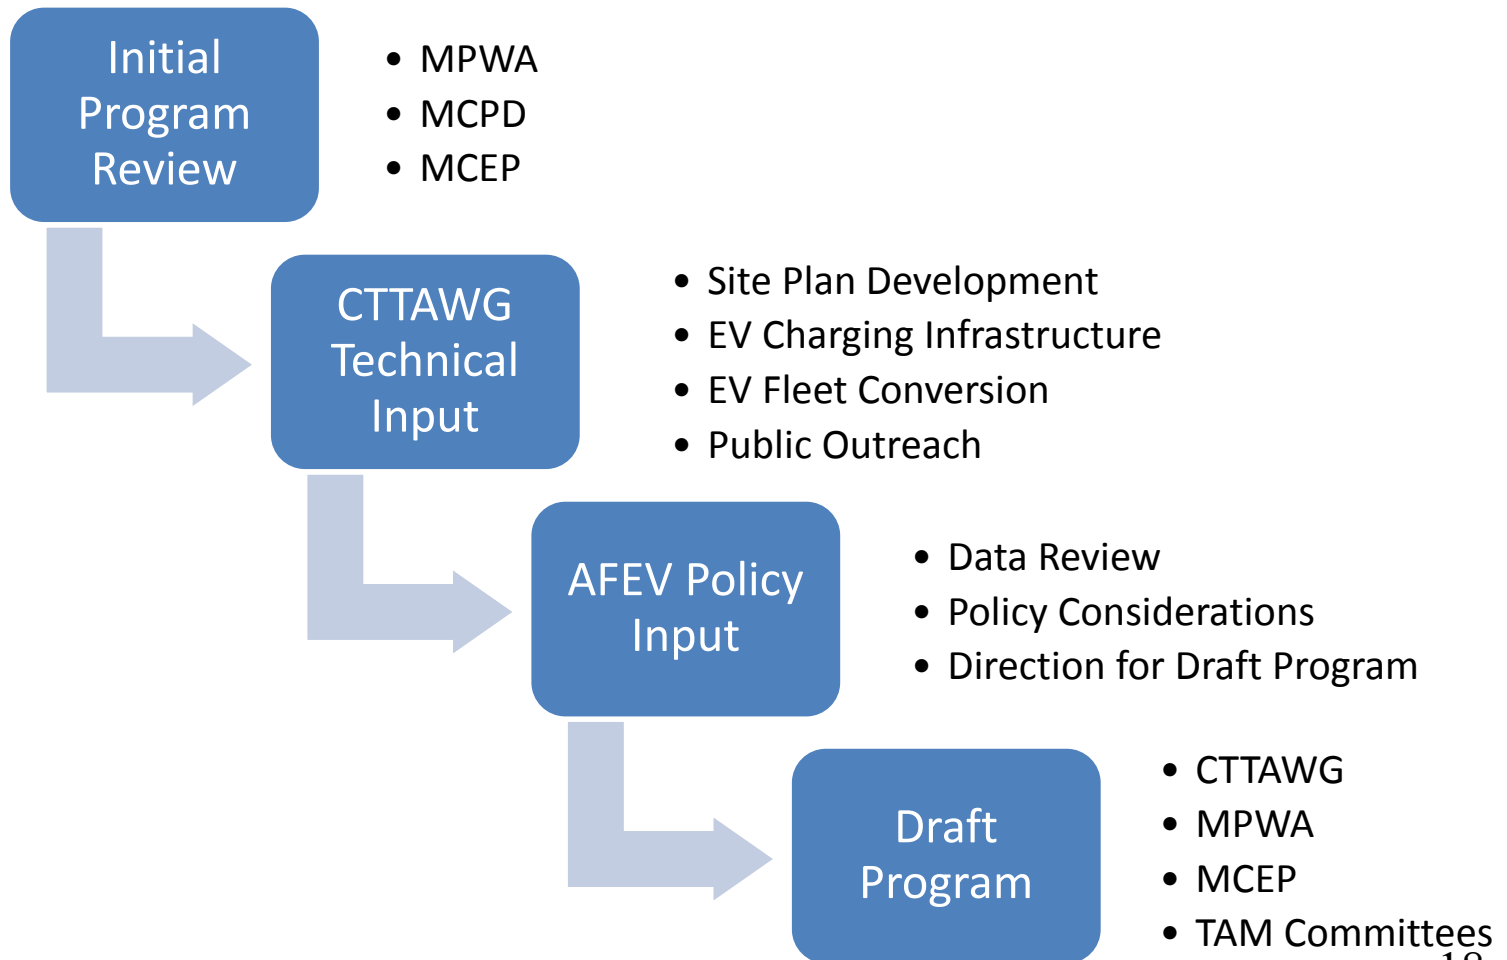 Initial
Program
Review
• MPWA
• MCPD
• MCEP
CTTAWG
Technical
Input
• Site Plan Development
• EV Charging Infrastructure
• EV Fleet Conversion
• Public Outreach
AFEV Policy
Input
• Data Review
• Policy Considerations
• Direction for Draft Program
Draft
Program
• CTTAWG
• MPWA
• MCEP
• TAM Committees